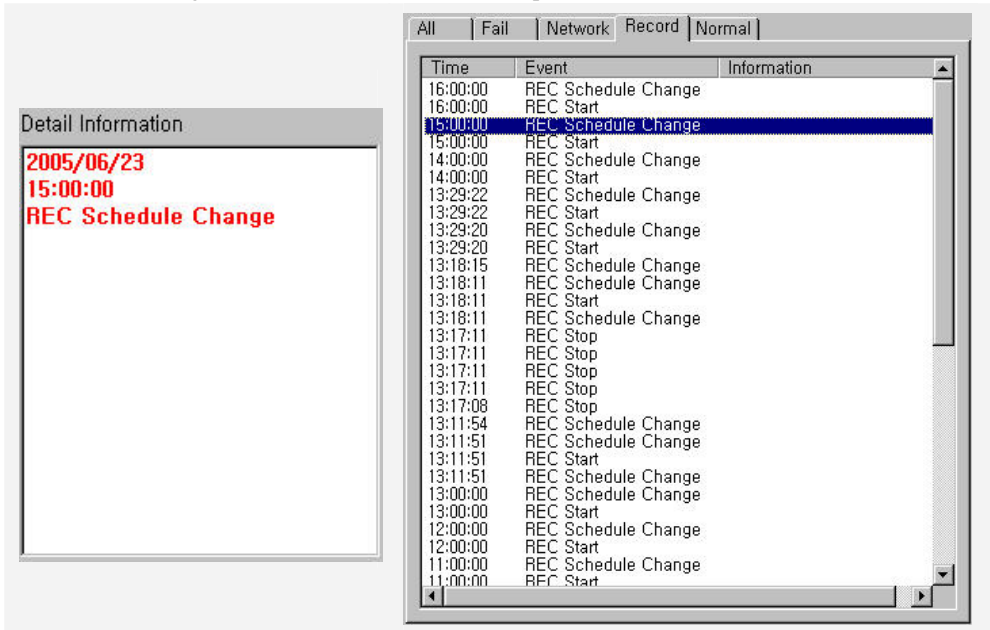 Detail Information
2005/06/23
15:00:00
REC Schedule Change
All Fail Network Record Normal
Time Event Information
16:00:00 REC Schedule Change
16:00:00 REC Start
15:00:00 REC Schedule Change
15:00:00 REC Start
14:00:00 REC Schedule Change
14:00:00 REC Start
13:29:22 REC Schedule Change
13:29:22 REC Start
13:29:20 REC Schedule Change
13:29:20 REC Start
13:18:15 REC Schedule Change
13:18:11 REC Schedule Change
13:18:11 REC Start
13:18:11 REC Schedule Change
13:17:11 REC Stop
13:17:11 REC Stop
13:17:11 REC Stop
13:17:11 REC Stop
13:17:08 REC Stop
13:11:54 REC Schedule Change
13:11:51 REC Schedule Change
13:11:51 REC Start
13:11:51 REC Schedule Change
13:00:00 REC Schedule Change
13:00:00 REC Start
12:00:00 REC Schedule Change
12:00:00 REC Start
11:00:00 REC Schedule Change
11:00:00 REC Start